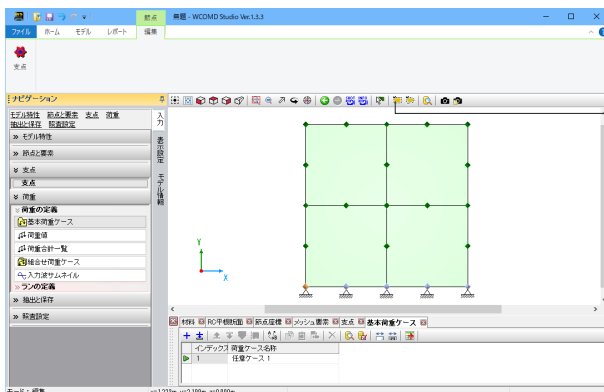 節点 無題 - WCOMD Studio Ver.1.3.3
ファイル ホーム モデル レポート 編集
支点
ナビゲーション
モデル特性 節点と要素 支点 荷重
抽出と保存 照査設定
モデル特性
節点と要素
支点
支点
荷重
荷重の定義
基本荷重ケース
荷重値
荷重合計一覧
組合せ荷重ケース
入力波サムネイル
ランの定義
抽出と保存
照査設定
入力
表示設定
モデル情報
Y
X
材料 RC平板断面 節点座標 メッシュ要素 支点 基本荷重ケース
インデックス 荷重ケース名称
1 任意ケース 1
モード : 編集